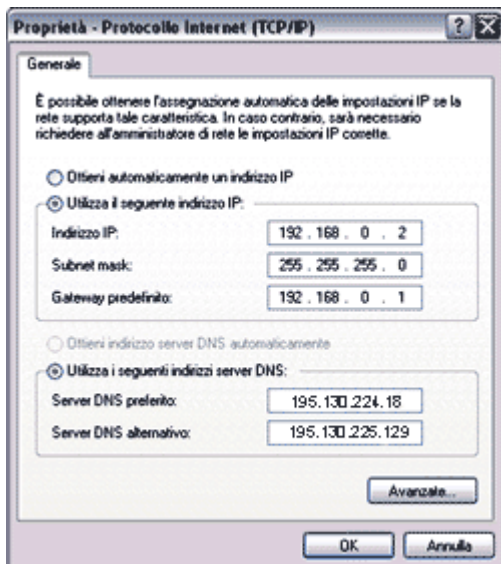 Proprietà - Protocollo Internet (TCP/IP)
Generale
È possibile ottenere l'assegnazione automatica delle impostazioni IP se la
rete supporta tale caratteristica. In caso contrario, sarà necessario
richiedere all'amministratore di rete le impostazioni IP corrette.
Ottieni automaticamente un indirizzo IP
Utilizza il seguente indirizzo IP:
Indirizzo IP: 192 . 168 . 0 . 2
Subnet mask: 255 . 255 . 255 . 0
Gateway predefinito: 192 . 168 . 0 . 1
Ottieni indirizzo server DNS automaticamente
Utilizza i seguenti indirizzi server DNS:
Server DNS preferito: 195.130.224.18
Server DNS alternativo: 195.130.225.129
Avanzate...
OK Annulla